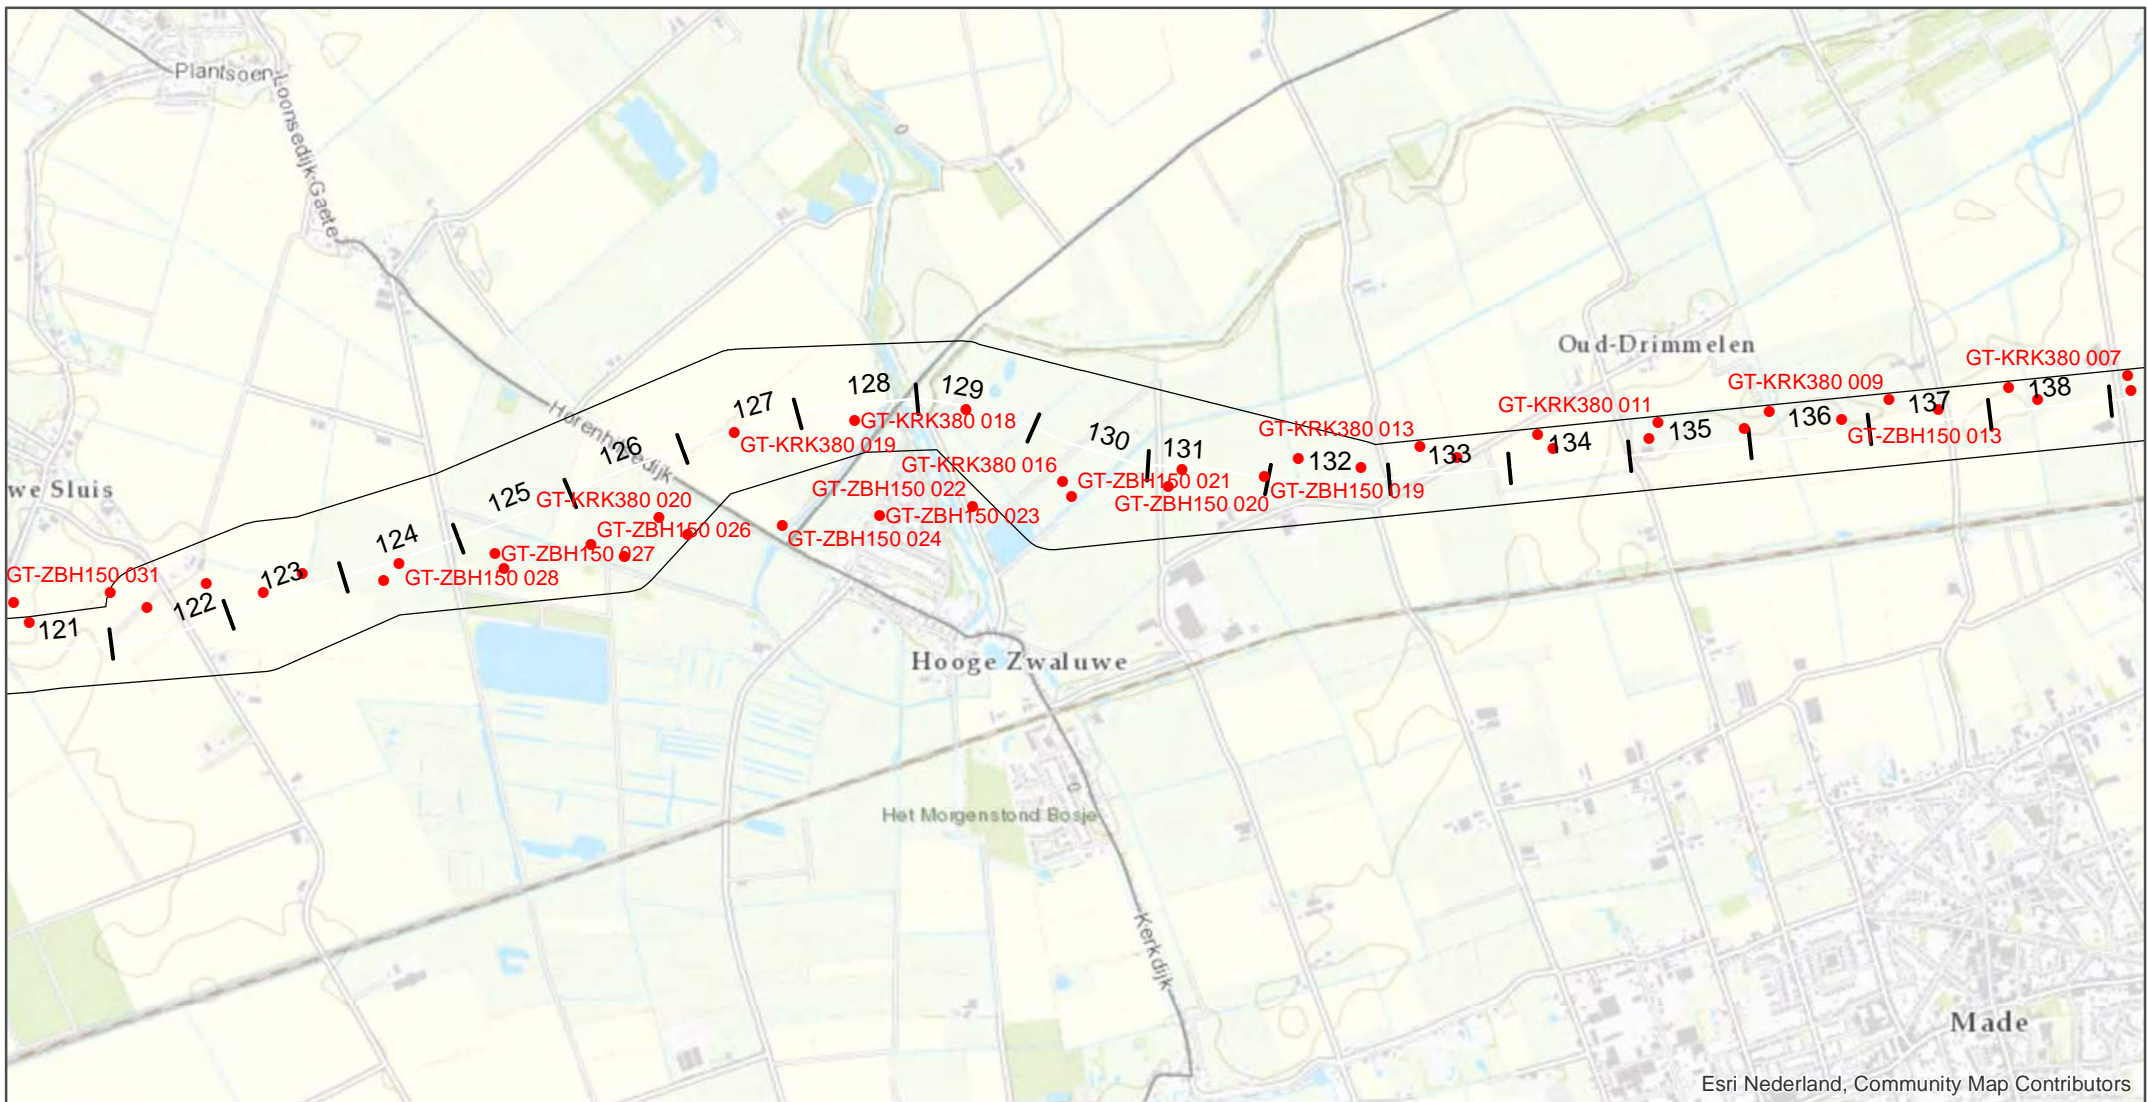 Plantsoen
Loonsedijk-Gaete
0
Oud-Drimmelen
GT-KRK380 007
GT-KRK380 009
GT-KRK380 011
GT-KRK380 013
128
129
127
137
138
136
135
134
133
132
131
130
126
125
124
123
122
121
GT-KRK380 018
GT-KRK380 019
GT-ZBH150 013
Horenhilsedijk
GT-KRK380 016
GT-ZBH150 021
GT-ZBH150 022
GT-ZBH150 019
GT-ZBH150 020
GT-KRK380 020
GT-ZBH150 023
GT-ZBH150 026
GT-ZBH150 024
GT-ZBH150 027
GT-ZBH150 028
we Sluis
GT-ZBH150 031
Hooge Zwaluwe
0
Het Morgenstond Bosje
Kerkdijk
Made
Esri Nederland, Community Map Contributors